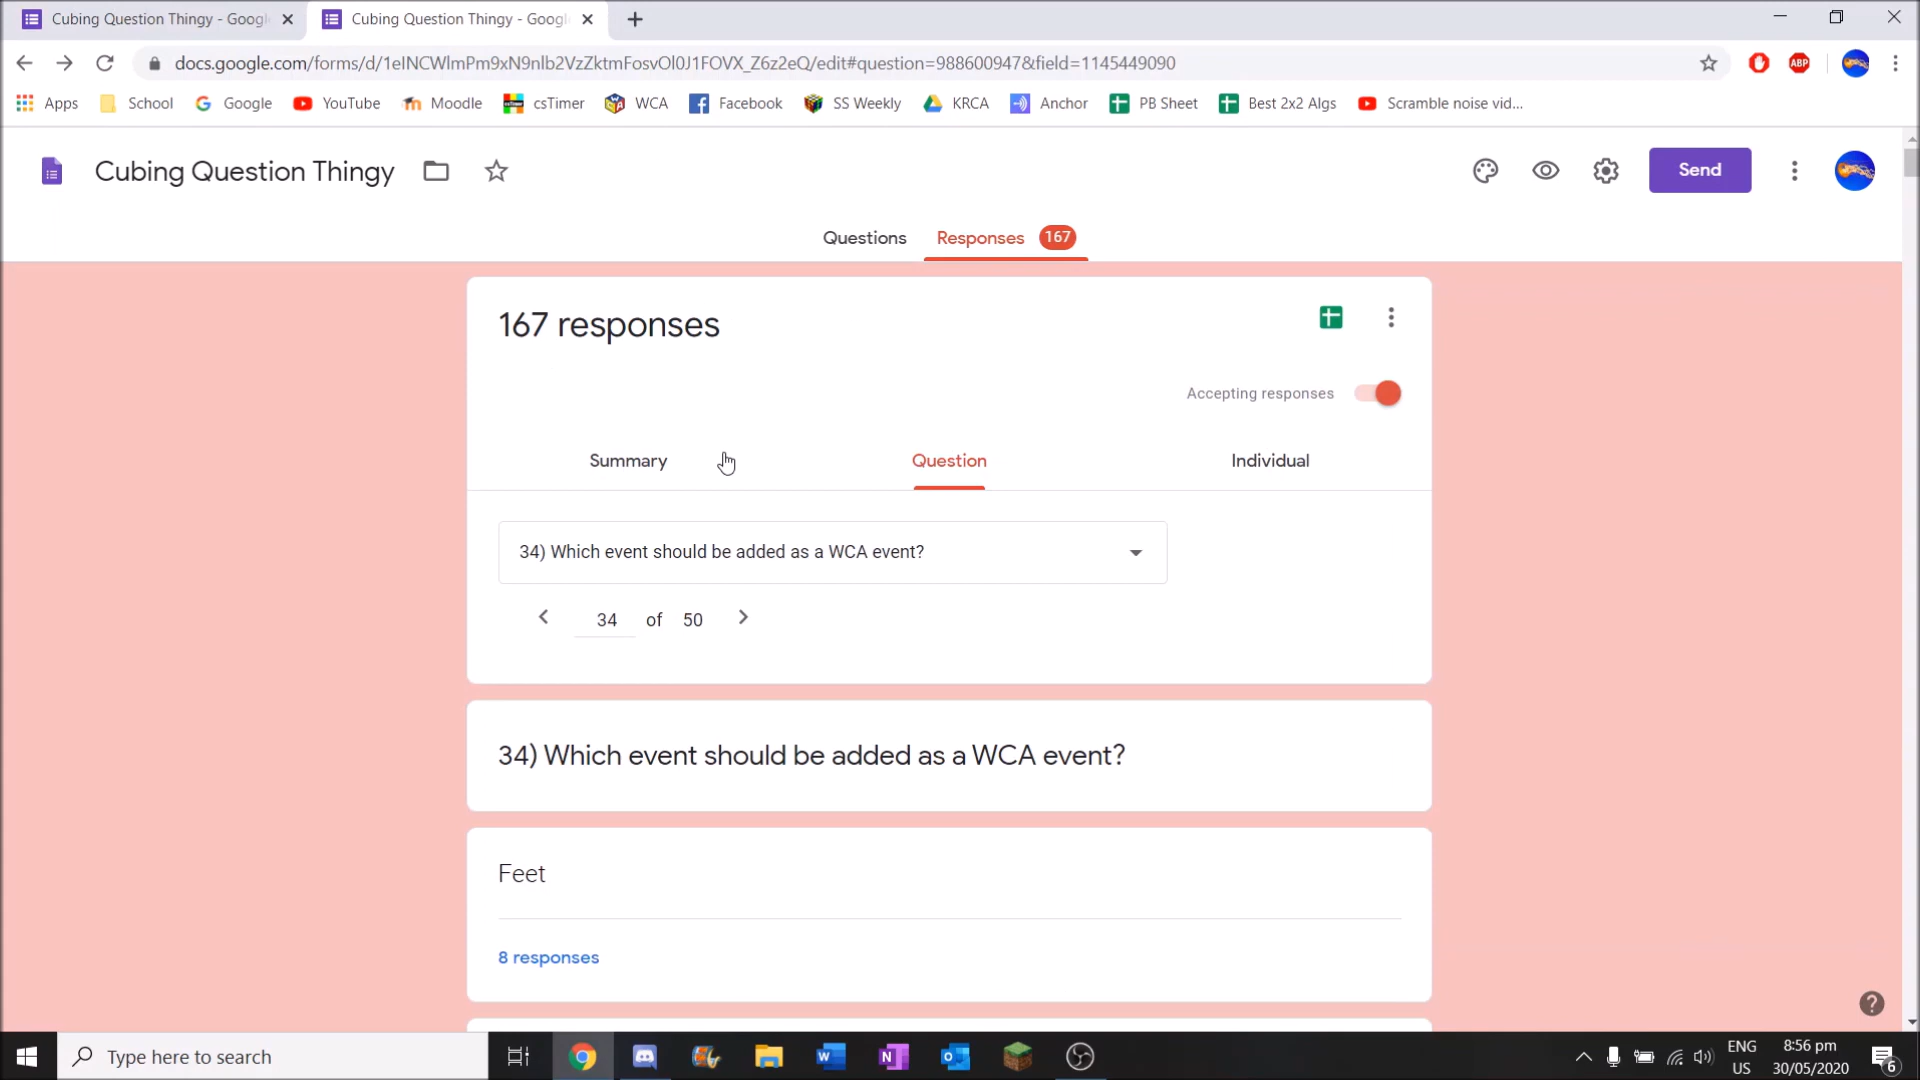 Cubing Question Thingy - Googl
Cubing Question Thingy - Googl
docs.google.com/forms/d/1eINCWlmPm9xN9nlb2VzZktmFosvOl0J1FOVX_Z6z2eQ/edit#question=988600947&field=1145449090
ABP
Apps School Google YouTube Moodle csTimer WCA Facebook SS Weekly KRCA Anchor PB Sheet Best 2x2 Algs Scramble noise vid...
Cubing Question Thingy
Send
Questions Responses 167
167 responses
Accepting responses
Summary Question Individual
34) Which event should be added as a WCA event?
34 of 50
34) Which event should be added as a WCA event?
Feet
8 responses
Type here to search
ENG
US
8:56 pm
30/05/2020
6